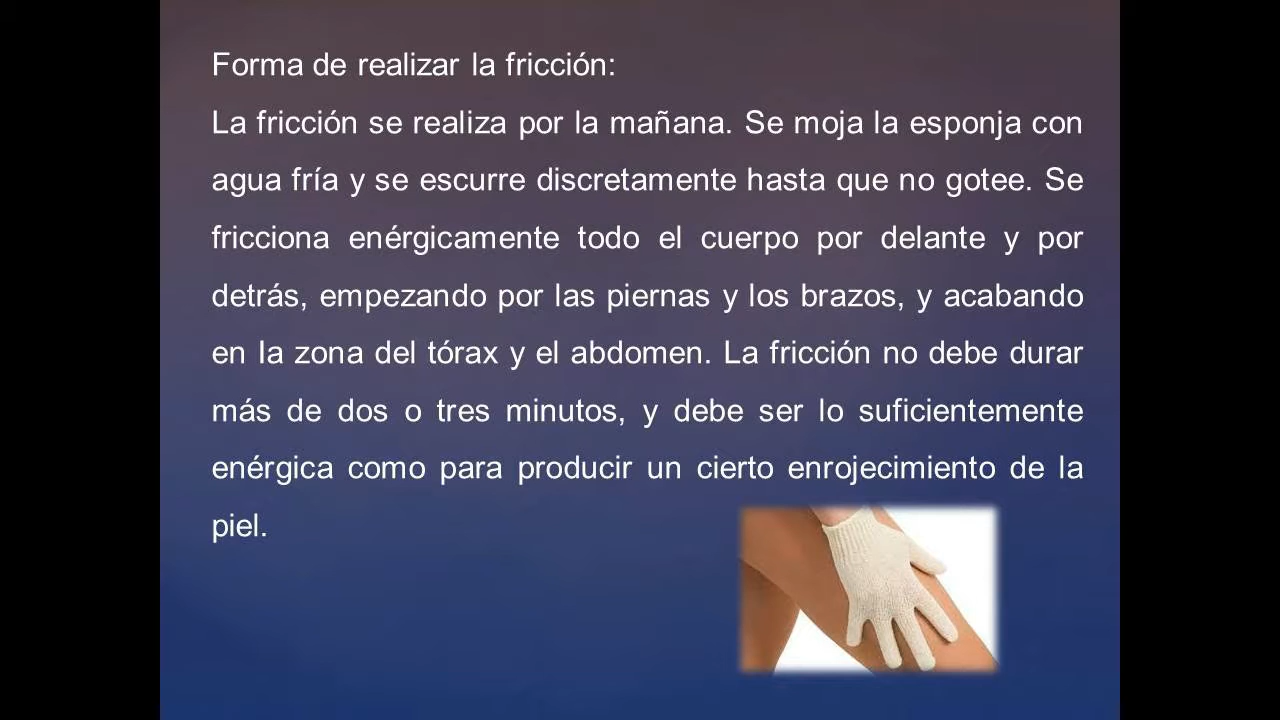 Forma de realizar la fricción:
La fricción se realiza por la mañana. Se moja la esponja con
agua fría y se escurre discretamente hasta que no gotee. Se
fricciona enérgicamente todo el cuerpo por delante y por
detrás, empezando por las piernas y los brazos, y acabando
en la zona del tórax y el abdomen. La fricción no debe durar
más de dos o tres minutos, y debe ser lo suficientemente
enérgica como para producir un cierto enrojecimiento de la
piel.